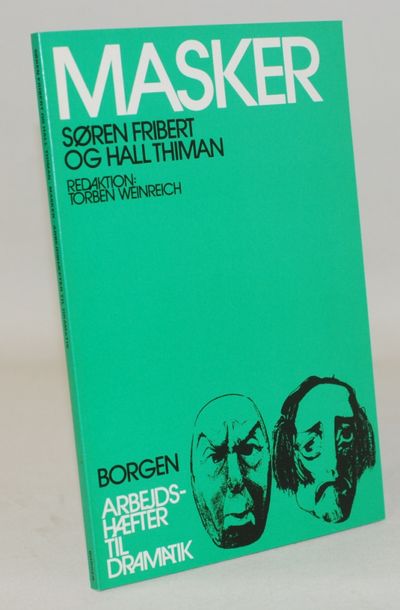 MASKER
SØREN FRIBERT
OG HALL THIMAN
REDAKTION:
TORBEN WEINREICH
BORGEN
ARBEJDS-
HÆFTER
TIL
DRAMATIK